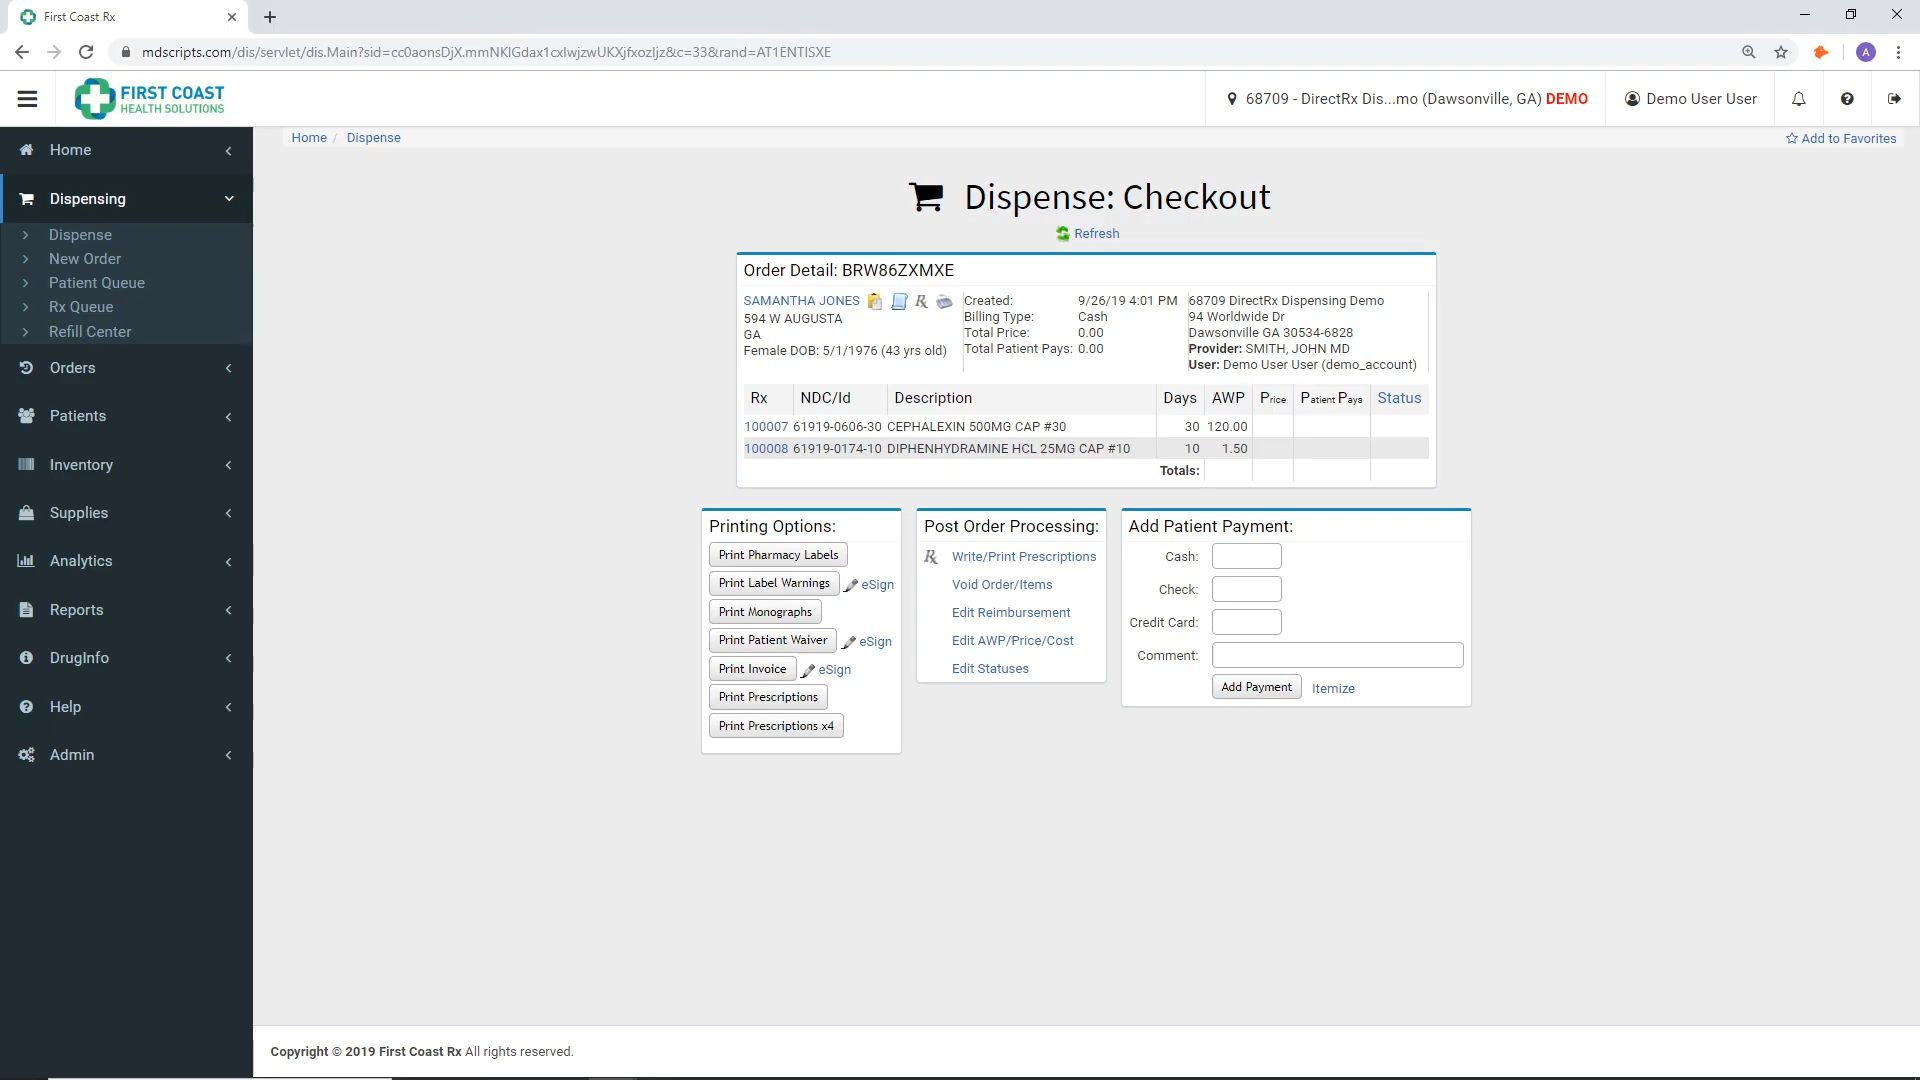 First Coast Rx
mdscripts.com/dis/servlet/dis.Main?sid=cc0aonsDjX.mmNKlGdax1cxlwjzwUKXjfxozljz&c=33&rand=AT1ENTISXE
A
FIRST COAST
HEALTH SOLUTIONS
68709 - DirectRx Dis...mo (Dawsonville, GA) DEMO
Demo User User
Home / Dispense
Add to Favorites
Home
Dispensing
Dispense
New Order
Patient Queue
Rx Queue
Refill Center
Orders
Patients
Inventory
Supplies
Analytics
Reports
DrugInfo
Help
Admin
Dispense: Checkout
Refresh
Order Detail: BRW86ZXMXE
SAMANTHA JONES
594 W AUGUSTA
GA
Female DOB: 5/1/1976 (43 yrs old)
Created: 9/26/19 4:01 PM
Billing Type: Cash
Total Price: 0.00
Total Patient Pays: 0.00
68709 DirectRx Dispensing Demo
94 Worldwide Dr
Dawsonville GA 30534-6828
Provider: SMITH, JOHN MD
User: Demo User User (demo_account)
Rx NDC/Id Description Days AWP Price Patient Pays Status
100007 61919-0606-30 CEPHALEXIN 500MG CAP #30 30 120.00
100008 61919-0174-10 DIPHENHYDRAMINE HCL 25MG CAP #10 10 1.50
Totals:
Printing Options:
Print Pharmacy Labels
Print Label Warnings eSign
Print Monographs
Print Patient Waiver eSign
Print Invoice eSign
Print Prescriptions
Print Prescriptions x4
Post Order Processing:
Write/Print Prescriptions
Void Order/Items
Edit Reimbursement
Edit AWP/Price/Cost
Edit Statuses
Add Patient Payment:
Cash:
Check:
Credit Card:
Comment:
Add Payment Itemize
Copyright © 2019 First Coast Rx All rights reserved.